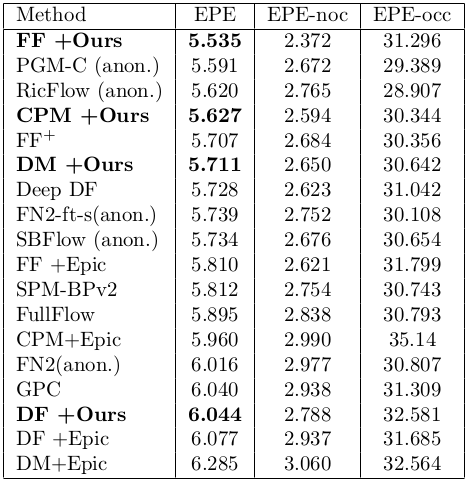 Method EPE EPE-noc EPE-occ
FF +Ours 5.535 2.372 31.296
PGM-C (anon.) 5.591 2.672 29.389
RicFlow (anon.) 5.620 2.765 28.907
CPM +Ours 5.627 2.594 30.344
FF+ 5.707 2.684 30.356
DM +Ours 5.711 2.650 30.642
Deep DF 5.728 2.623 31.042
FN2-ft-s(anon.) 5.739 2.752 30.108
SBFlow (anon.) 5.734 2.676 30.654
FF +Epic 5.810 2.621 31.799
SPM-BPv2 5.812 2.754 30.743
FullFlow 5.895 2.838 30.793
CPM+Epic 5.960 2.990 35.14
FN2(anon.) 6.016 2.977 30.807
GPC 6.040 2.938 31.309
DF +Ours 6.044 2.788 32.581
DF +Epic 6.077 2.937 31.685
DM+Epic 6.285 3.060 32.564